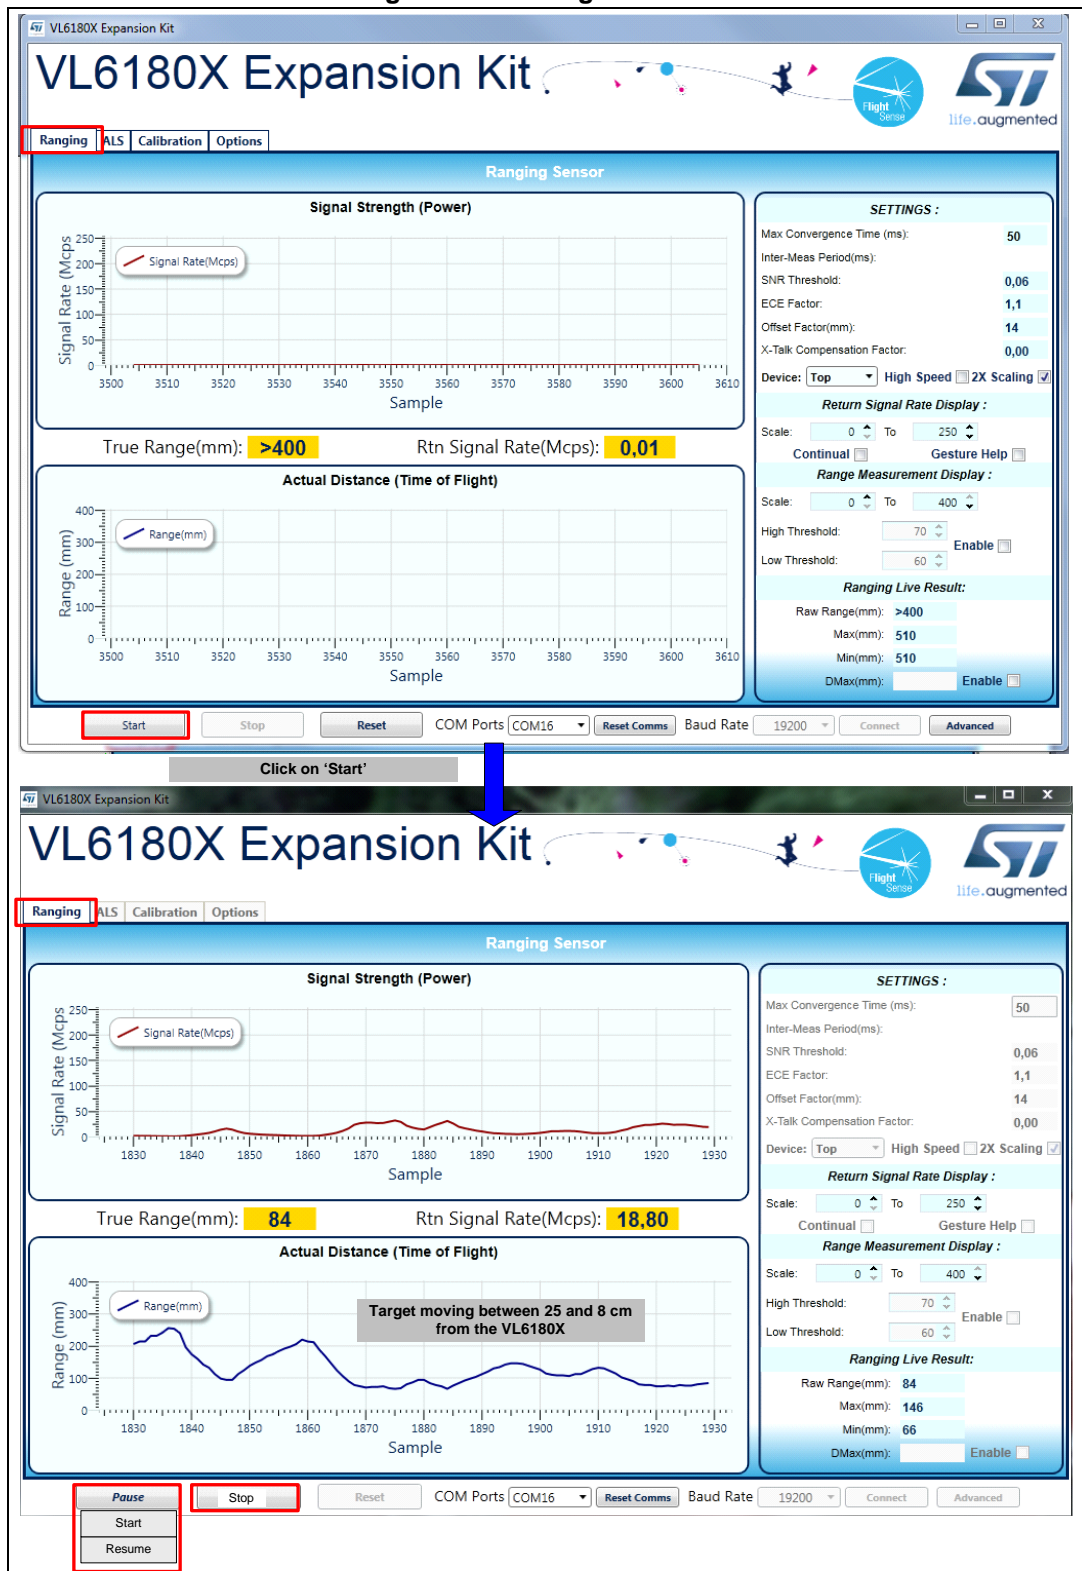 VL6180X Expansion Kit
VL6180X Expansion Kit
Flight
Sense
life.augmented
Ranging ALS Calibration Options
Ranging Sensor
Signal Strength (Power)
Signal Rate (Mcps
250
200
150
100
50
0
Signal Rate(Mcps)
3500 3510 3520 3530 3540 3550 3560 3570 3580 3590 3600 3610
Sample
True Range(mm): >400 Rtn Signal Rate(Mcps): 0,01
Actual Distance (Time of Flight)
Range (mm)
400
300
200
100
0
Range(mm)
3500 3510 3520 3530 3540 3550 3560 3570 3580 3590 3600 3610
Sample
SETTINGS :
Max Convergence Time (ms): 50
Inter-Meas Period(ms):
SNR Threshold: 0,06
ECE Factor: 1,1
Offset Factor(mm): 14
X-Talk Compensation Factor: 0,00
Device: Top High Speed 2X Scaling
Return Signal Rate Display :
Scale: 0 To 250
Continual Gesture Help
Range Measurement Display :
Scale: 0 To 400
High Threshold: 70
Enable
Low Threshold: 60
Ranging Live Result:
Raw Range(mm): >400
Max(mm): 510
Min(mm): 510
DMax(mm): Enable
Start Stop Reset COM Ports COM16 Reset Comms Baud Rate 19200 Connect Advanced
Click on ‘Start’
VL6180X Expansion Kit
VL6180X Expansion Kit
Flight
Sense
life.augmented
Ranging ALS Calibration Options
Ranging Sensor
Signal Strength (Power)
Signal Rate (Mcps
250
200
150
100
50
0
Signal Rate(Mcps)
1830 1840 1850 1860 1870 1880 1890 1900 1910 1920 1930
Sample
True Range(mm): 84 Rtn Signal Rate(Mcps): 18,80
Actual Distance (Time of Flight)
Range (mm)
400
300
200
100
0
Range(mm)
Target moving between 25 and 8 cm
from the VL6180X
1830 1840 1850 1860 1870 1880 1890 1900 1910 1920 1930
Sample
SETTINGS :
Max Convergence Time (ms): 50
Inter-Meas Period(ms):
SNR Threshold: 0,06
ECE Factor: 1,1
Offset Factor(mm): 14
X-Talk Compensation Factor: 0,00
Device: Top High Speed 2X Scaling
Return Signal Rate Display :
Scale: 0 To 250
Continual Gesture Help
Range Measurement Display :
Scale: 0 To 400
High Threshold: 70
Enable
Low Threshold: 60
Ranging Live Result:
Raw Range(mm): 84
Max(mm): 146
Min(mm): 66
DMax(mm): Enable
Pause Stop Reset COM Ports COM16 Reset Comms Baud Rate 19200 Connect Advanced
Start
Resume